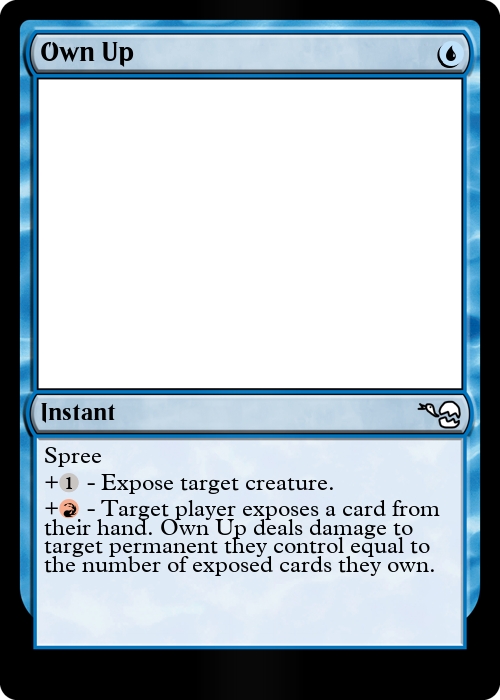 Own Up
Instant
Spree
+1 - Expose target creature.
+ - Target player exposes a card from
their hand. Own Up deals damage to
target permanent they control equal to
the number of exposed cards they own.